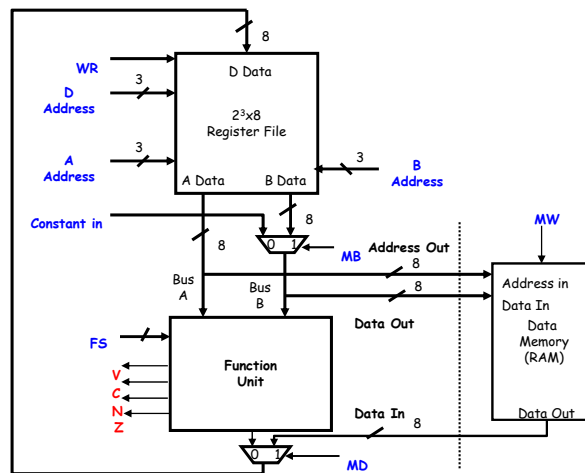 8
WR
D Data
3
D
Address
2³x8
Register File
3
A
Address
3
B
Address
A Data B Data
Constant in
8
8
0 1
MB
Address Out
MW
8
Address in
Bus
A
Bus
B
8
Data In
Data Out
Data
Memory
(RAM)
FS
Function
Unit
V
C
N
Z
Data In
8
Data Out
0 1
MD